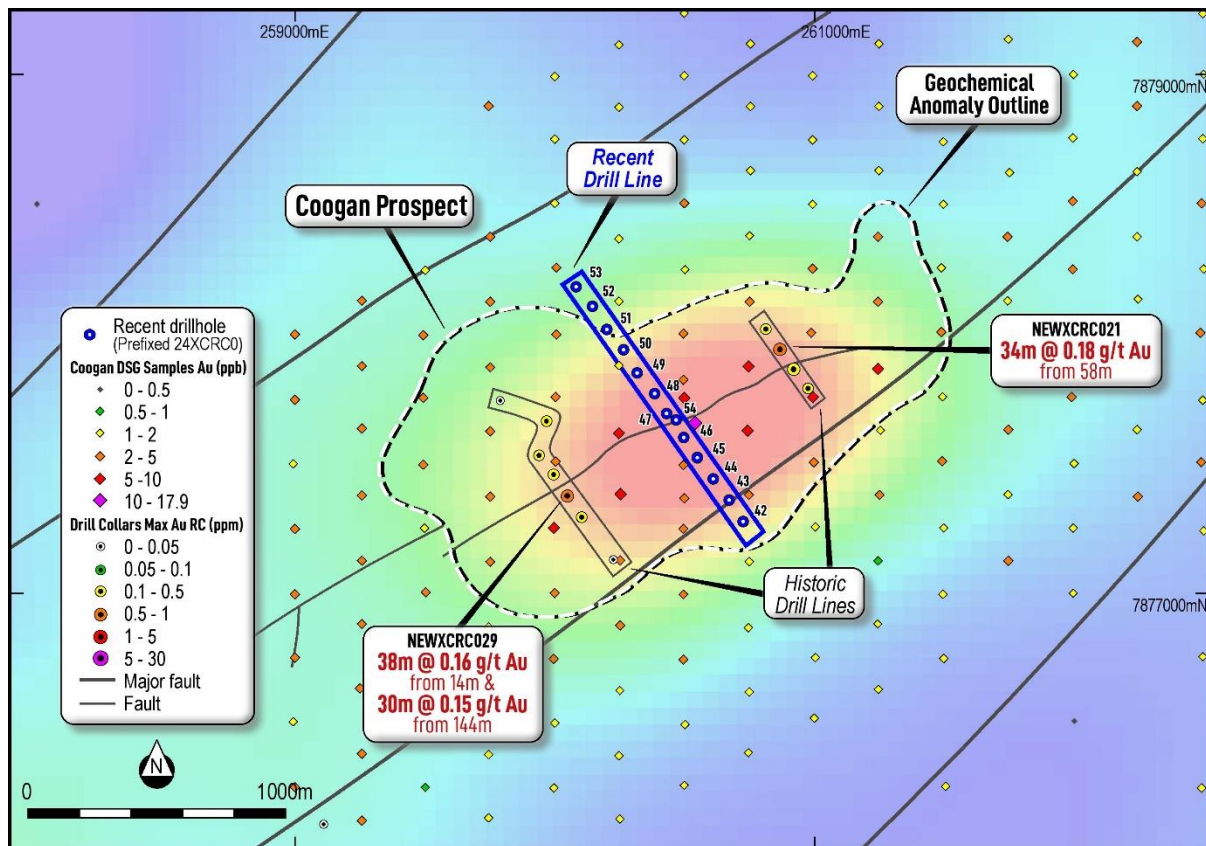 259000mE
261000mE
7879000mN
Geochemical
Anomaly Outline
Recent
Drill Line
Coogan Prospect
53
52
51
50
49
48
47
54
46
45
44
43
42
NEWXCRC021
34m @ 0.18 g/t Au
from 58m
Recent drillhole
(Prefixed 24XCRC0)
Coogan DSG Samples Au (ppb)
0 - 0.5
0.5 - 1
1 - 2
2 - 5
5 - 10
10 - 17.9
Drill Collars Max Au RC (ppm)
0 - 0.05
0.05 - 0.1
0.1 - 0.5
0.5 - 1
1 - 5
5 - 30
Major fault
Fault
Historic
Drill Lines
7877000mN
NEWXCRC029
38m @ 0.16 g/t Au
from 14m &
30m @ 0.15 g/t Au
from 144m
N
0
1000m